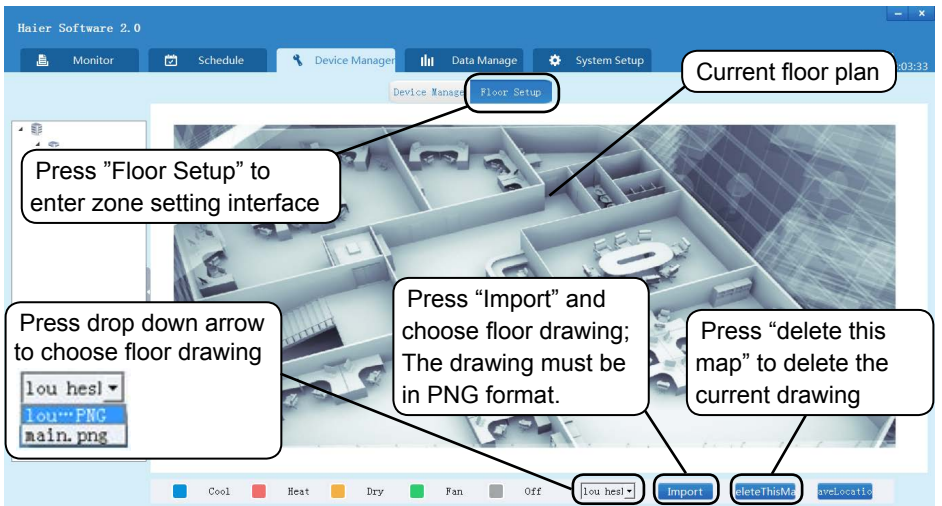 Haier Software 2.0
Monitor
Schedule
Device Manager
Data Manage
System Setup
:03:33
Current floor plan
Device Manage
Floor Setup
Press ”Floor Setup” to
enter zone setting interface
Press drop down arrow
to choose floor drawing
lou hesl
lou…PNG
main.png
Press “Import” and
choose floor drawing;
The drawing must be
in PNG format.
Press “delete this
map” to delete the
current drawing
Cool
Heat
Dry
Fan
Off
lou hesl
Import
eleteThisMa
aveLocatio